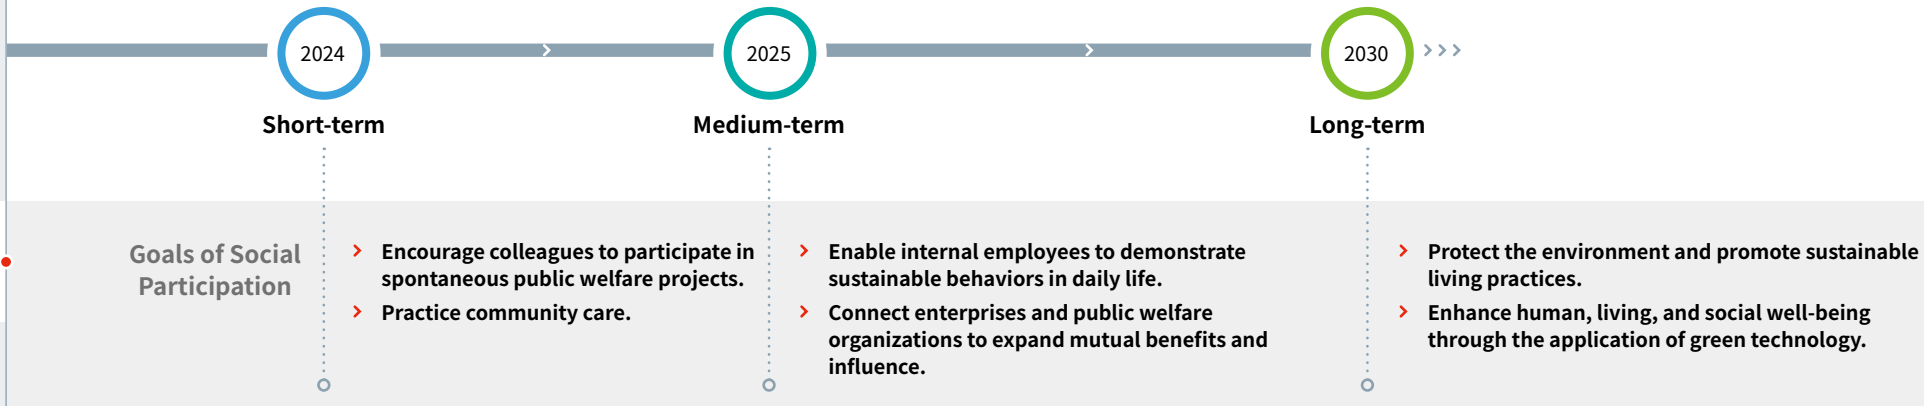 2024
2025
2030
Short-term
Medium-term
Long-term
Goals of Social
Participation
Encourage colleagues to participate in
spontaneous public welfare projects.
Practice community care.
Enable internal employees to demonstrate
sustainable behaviors in daily life.
Connect enterprises and public welfare
organizations to expand mutual benefits and
influence.
Protect the environment and promote sustainable
living practices.
Enhance human, living, and social well-being
through the application of green technology.